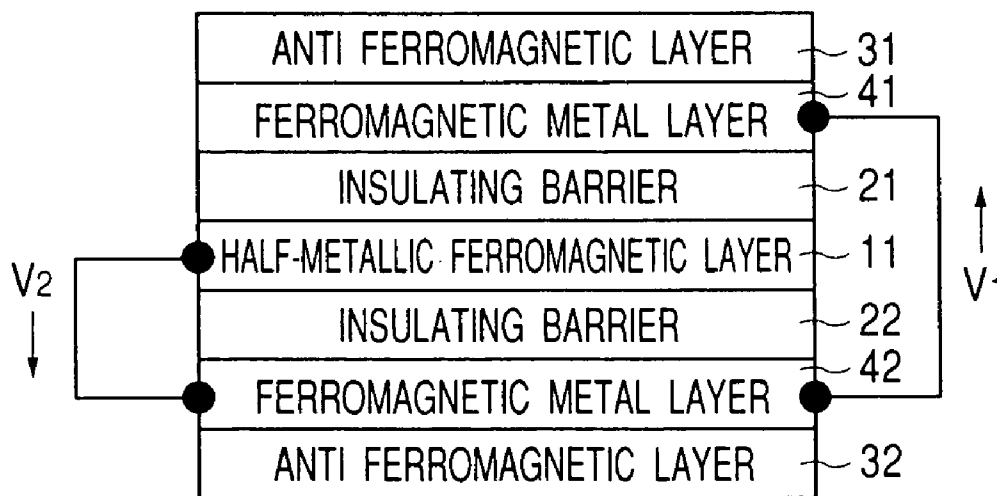 ANTI FERROMAGNETIC LAYER 31
41
FERROMAGNETIC METAL LAYER
INSULATING BARRIER 21
HALF-METALLIC FERROMAGNETIC LAYER 11
V2
INSULATING BARRIER 22
42
FERROMAGNETIC METAL LAYER
ANTI FERROMAGNETIC LAYER 32